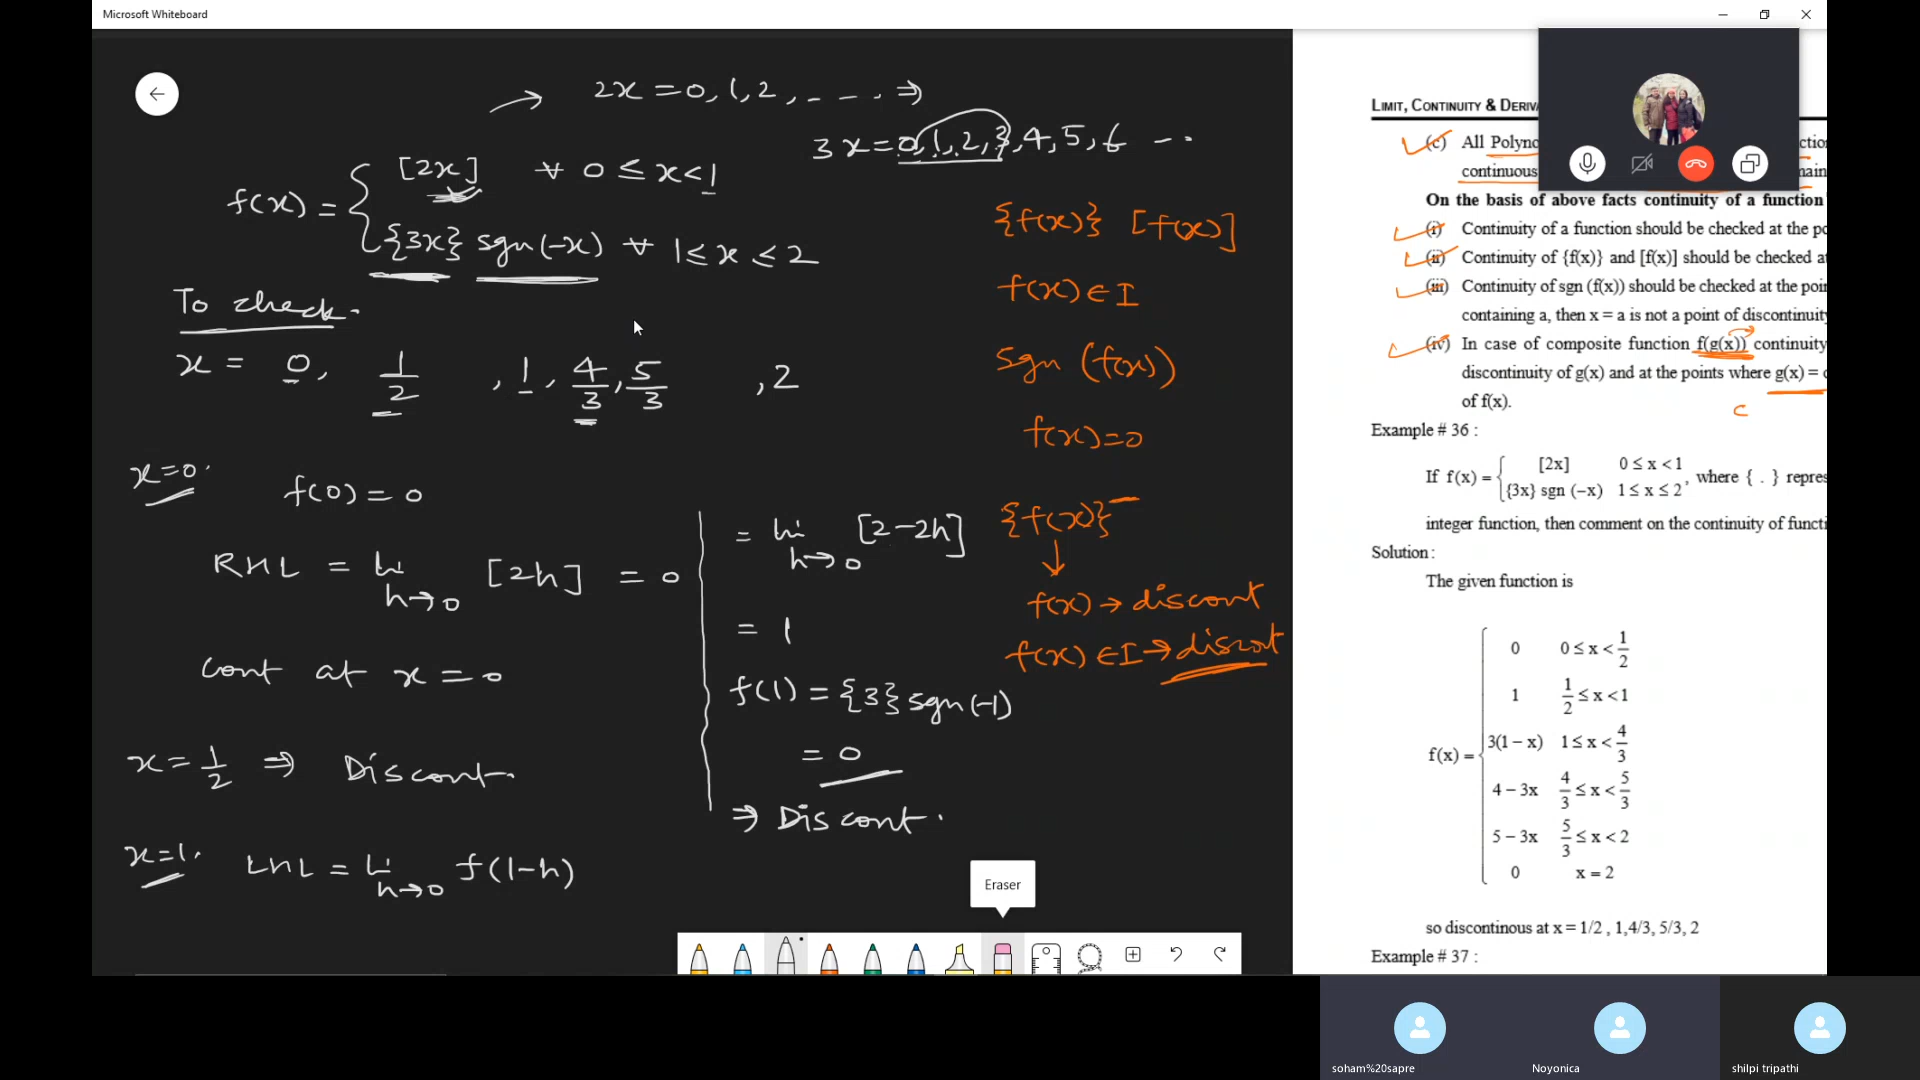 Microsoft Whiteboard
2x = 0, 1, 2, - - - . ⇒
3x = 0, 1, 2, 3, 4, 5, 6 - - -
f(x) = { [2x] ∀ 0 ≤ x < 1
{3x} sgn(-x) ∀ 1 ≤ x ≤ 2
To check.
x = 0, 1/2 , 1, 4/3, 5/3 , 2
x=0.
f(0) = 0
RHL = lim h→0 [2h] = 0
cont at x = 0
x = 1/2 ⇒ Discont.
x=1. LHL = lim h→0 f(1-h)
= lim h→0 [2-2h]
= 1
f(1) = {3} sgn(-1)
= 0
⇒ Discont.
{f(x)} [f(x)]
f(x) ∈ I
sgn (f(x))
f(x)=0
{f(x)}
↓
f(x) → discont
f(x) ∈ I → discont
Eraser
LIMIT, CONTINUITY & DERIV
(c) All Polyno
continuous
On the basis of above facts continuity of a function
(i) Continuity of a function should be checked at the po
(ii) Continuity of {f(x)} and [f(x)] should be checked a
(iii) Continuity of sgn (f(x)) should be checked at the poin
containing a, then x = a is not a point of discontinuity
(iv) In case of composite function f(g(x)) continuity
discontinuity of g(x) and at the points where g(x) = c
of f(x).
c
Example # 36 :
If f(x) = { [2x] 0 ≤ x < 1
{3x} sgn (−x) 1 ≤ x ≤ 2 , where { . } repres
integer function, then comment on the continuity of functi
Solution :
The given function is
f(x) = { 0 0 ≤ x < 1/2
1 1/2 ≤ x < 1
3(1 − x) 1 ≤ x < 4/3
4 − 3x 4/3 ≤ x < 5/3
5 − 3x 5/3 ≤ x < 2
0 x = 2
so discontinous at x = 1/2 , 1,4/3, 5/3, 2
Example # 37 :
soham%20sapre
Noyonica
shilpi tripathi